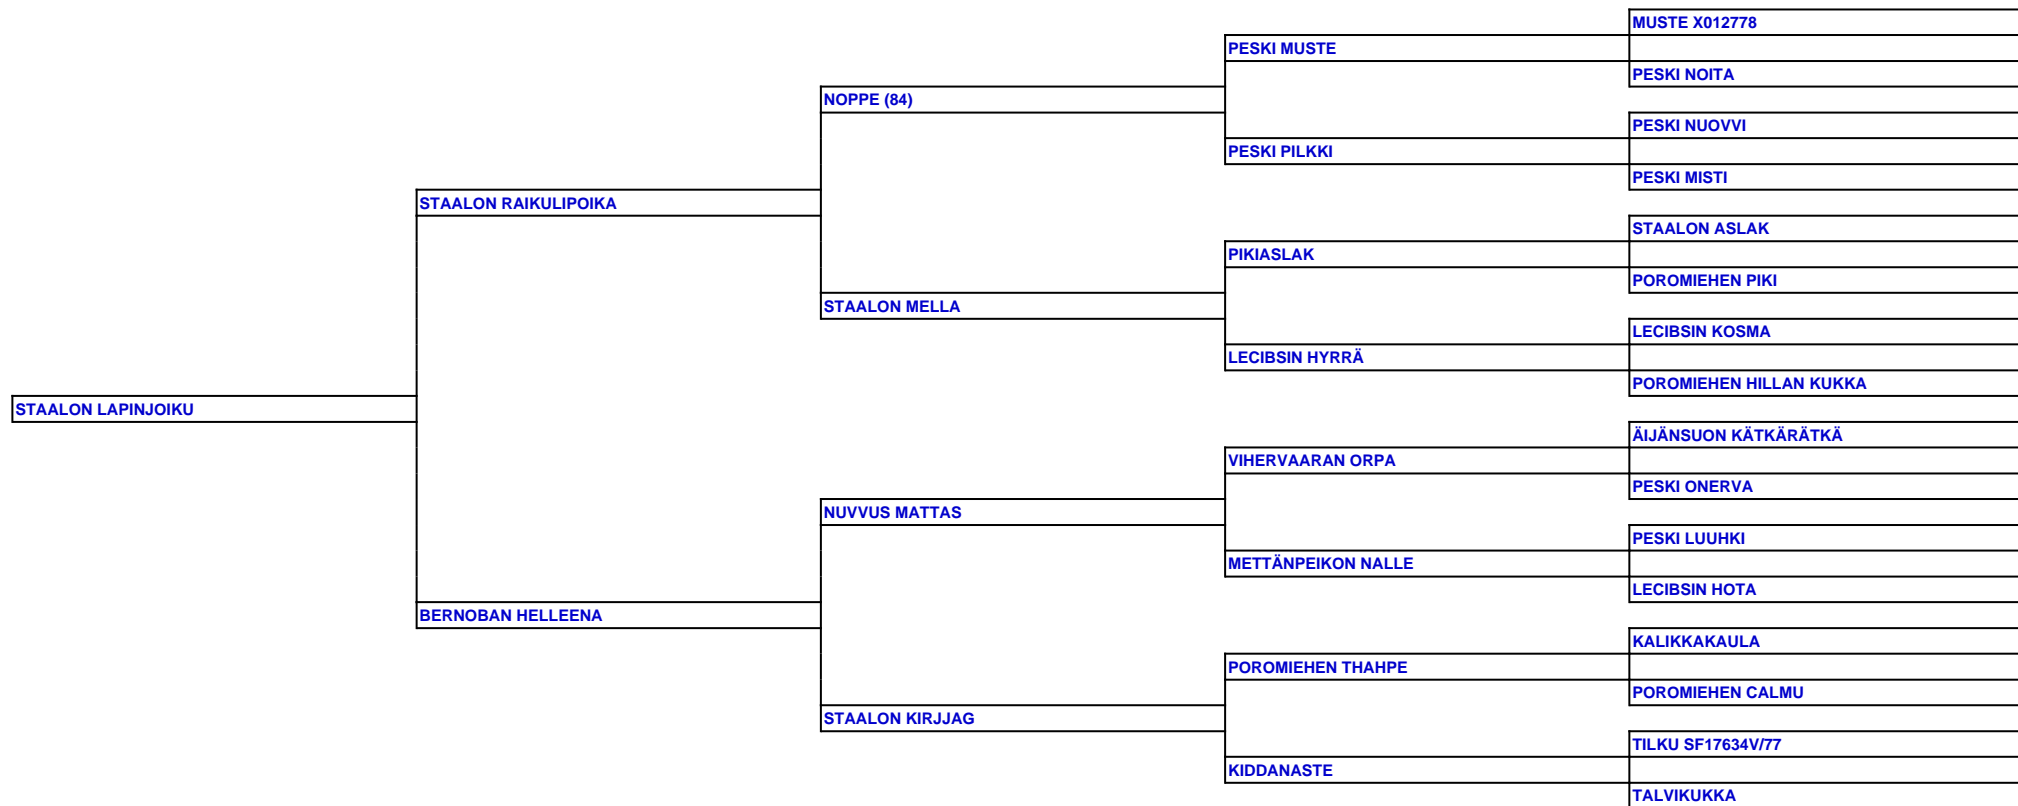 MUSTE X012778
PESKI MUSTE
PESKI NOITA
NOPPE (84)
PESKI NUOVVI
PESKI PILKKI
PESKI MISTI
STAALON RAIKULIPOIKA
STAALON ASLAK
PIKIASLAK
POROMIEHEN PIKI
STAALON MELLA
LECIBSIN KOSMA
LECIBSIN HYRRÄ
POROMIEHEN HILLAN KUKKA
STAALON LAPINJOIKU
ÄIJÄNSUON KÄTKÄRÄTKÄ
VIHERVAARAN ORPA
PESKI ONERVA
NUVVUS MATTAS
PESKI LUUHKI
METTÄNPEIKON NALLE
LECIBSIN HOTA
BERNOBAN HELLEENA
KALIKKAKAULA
POROMIEHEN THAHPE
POROMIEHEN CALMU
STAALON KIRJJAG
TILKU SF17634V/77
KIDDANASTE
TALVIKUKKA